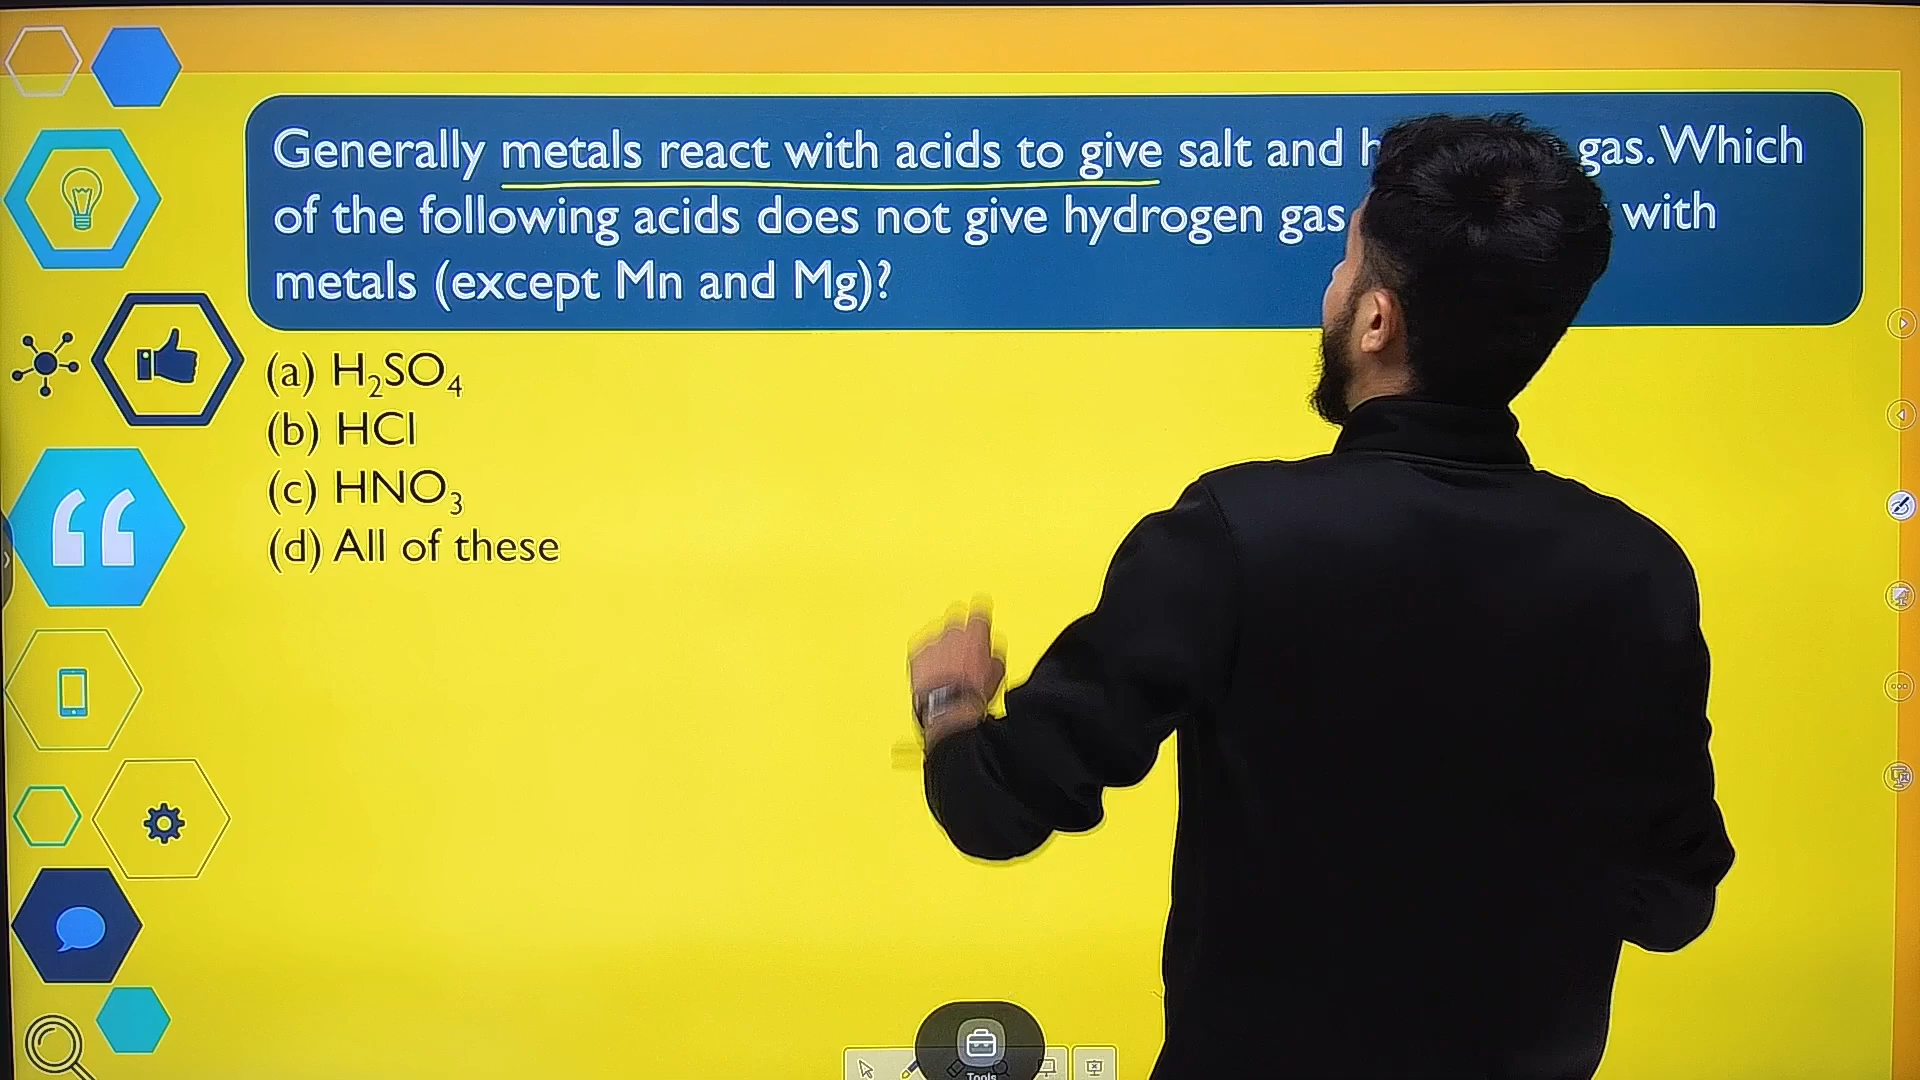 Generally metals react with acids to give salt and gas. Which
of the following acids does not give hydrogen gas with
metals (except Mn and Mg)?
(a) H₂SO₄
(b) HCl
(c) HNO₃
(d) All of these
Tools